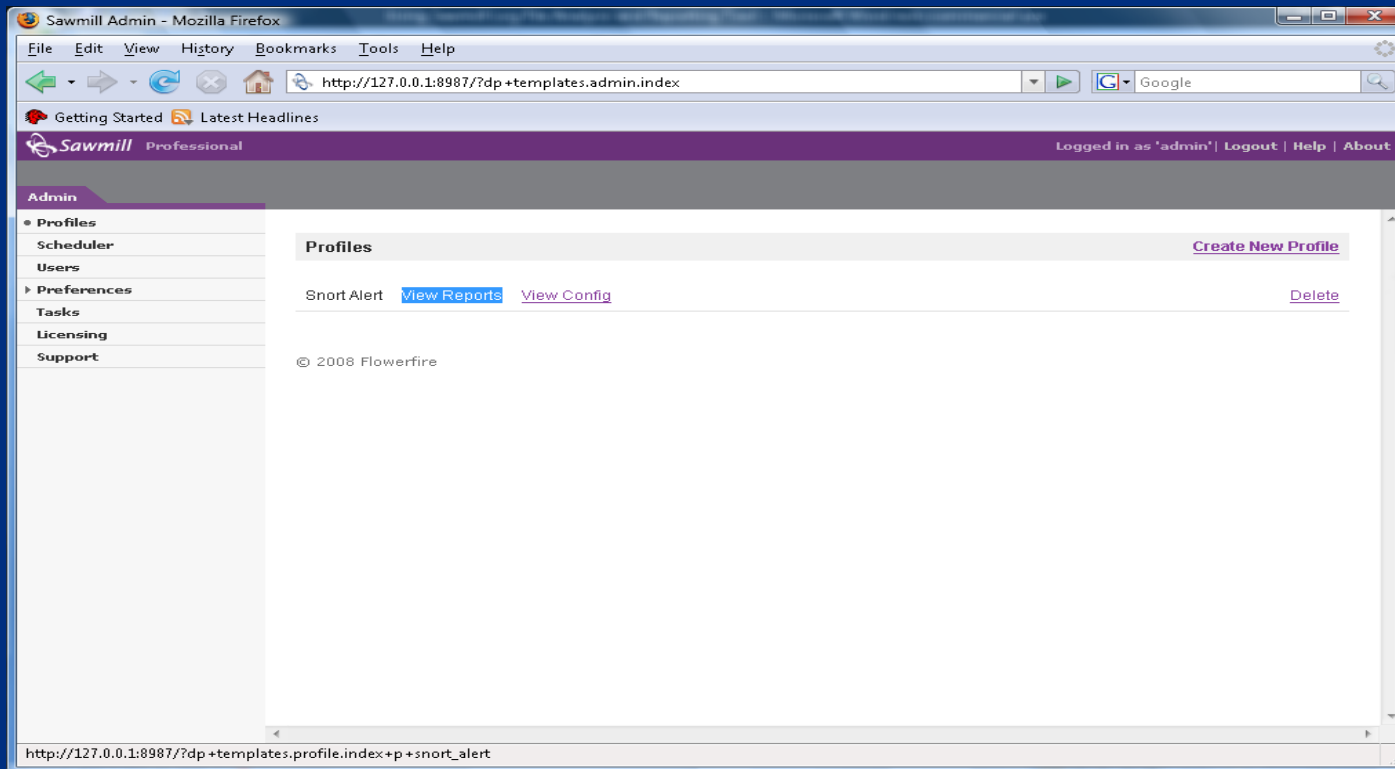 Sawmill Admin - Mozilla Firefox
File Edit View History Bookmarks Tools Help
http://127.0.0.1:8987/?dp+templates.admin.index
G Google
Getting Started Latest Headlines
Sawmill Professional Logged in as 'admin'| Logout | Help | About
Admin
Profiles
Scheduler
Users
Preferences
Tasks
Licensing
Support
Profiles Create New Profile
Snort Alert View Reports View Config Delete
© 2008 Flowerfire
http://127.0.0.1:8987/?dp+templates.profile.index+p+snort_alert